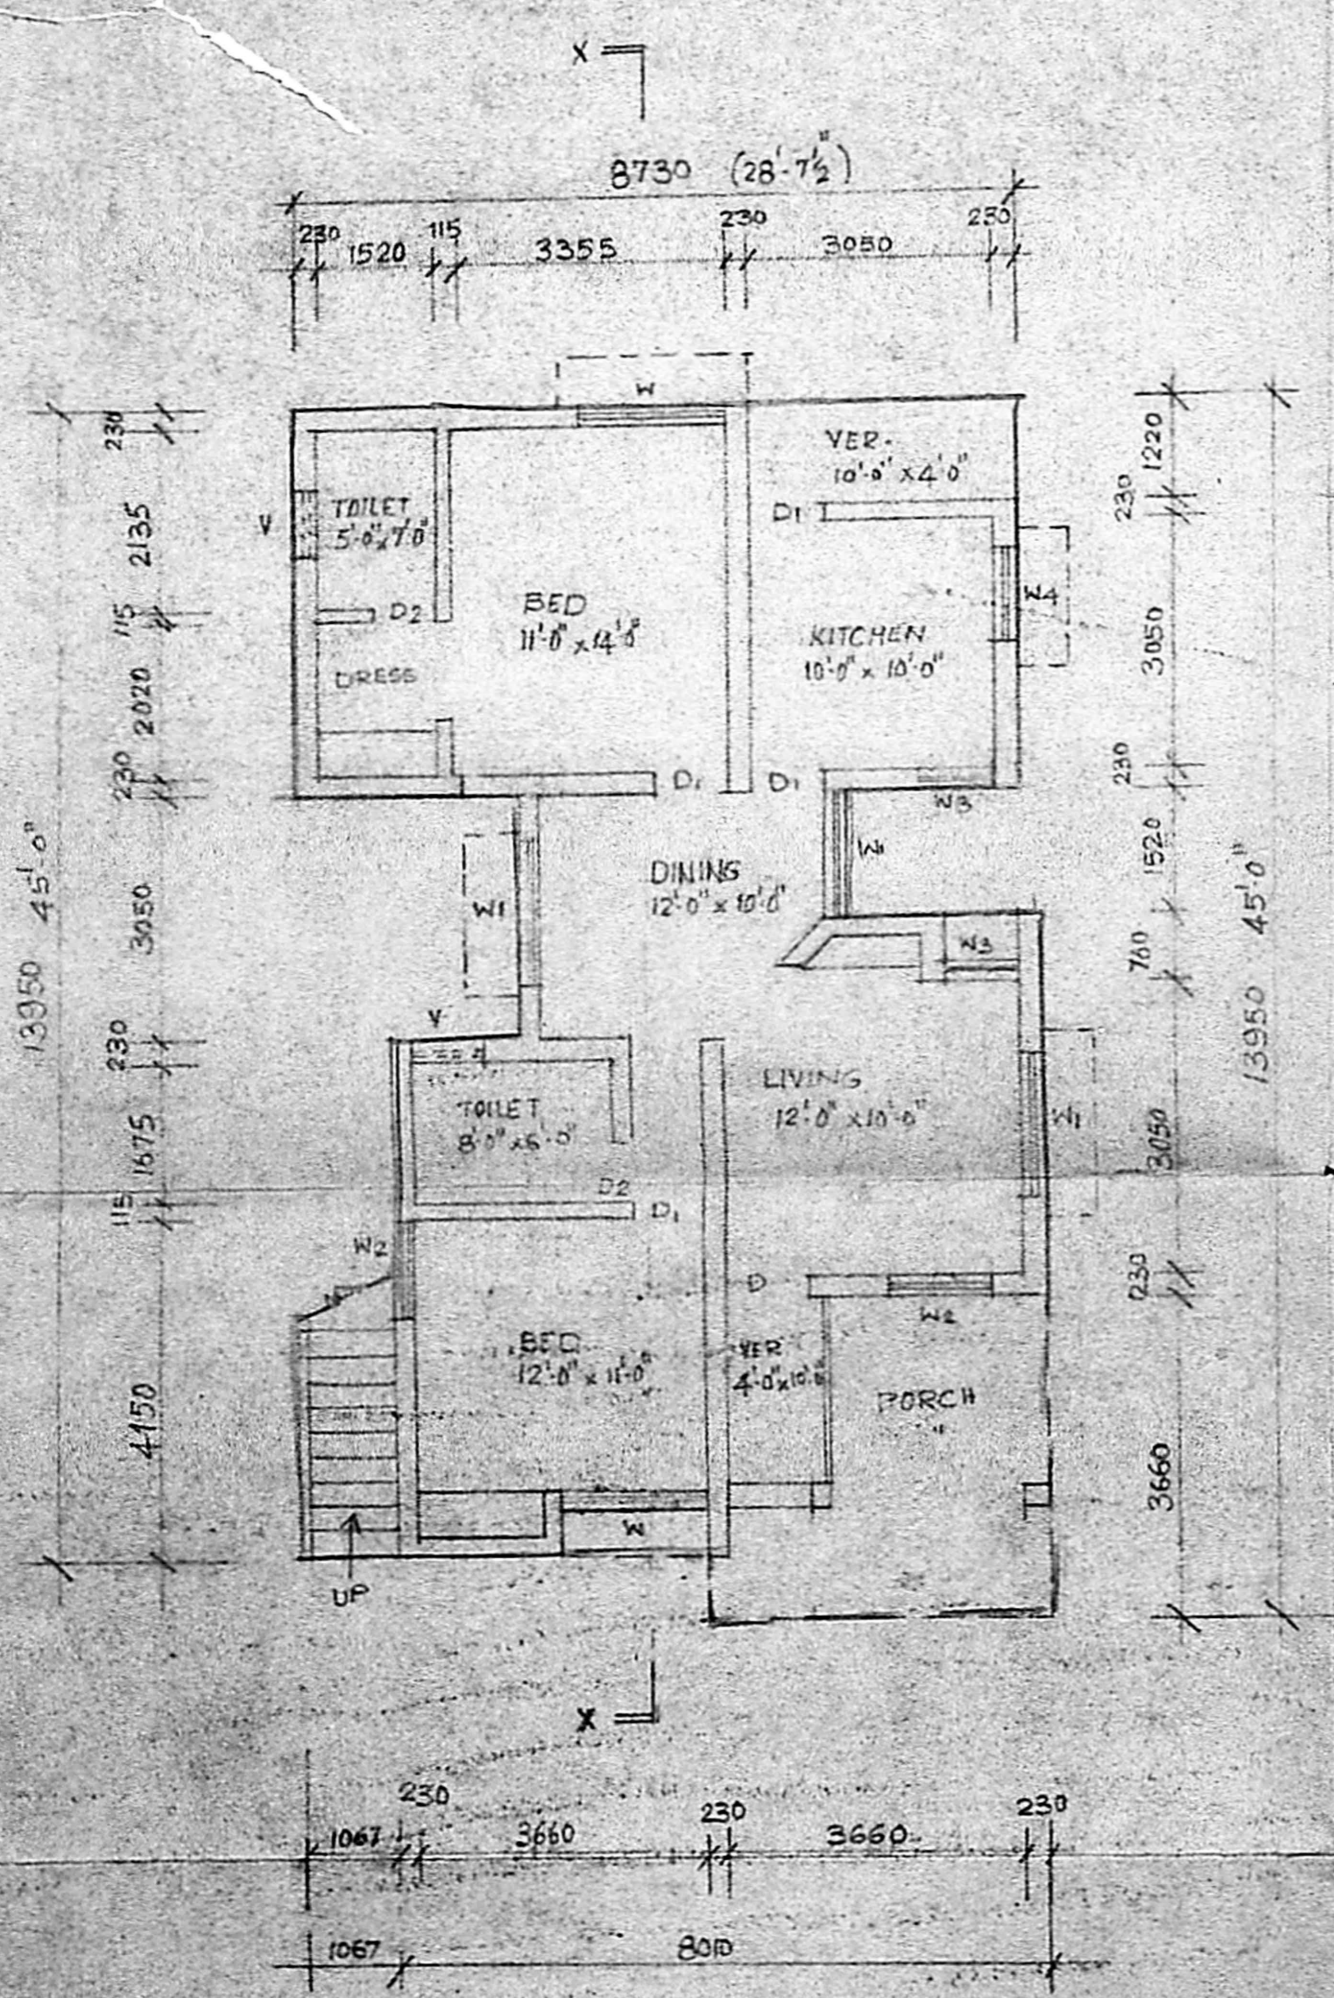 X
8730 (28'-7½")
230 1520 115 3355 230 3050 230
W
230
VER.
10'-0" x 4'-0"
1220
230
D1
TOILET
5'-0" x 7'-0"
V
2135
BED
11'-0" x 14'-0"
W4
KITCHEN
10'-0" x 10'-0"
3050
115
D2
DRESS
2020
230
D1
D1
W3
230
DINING
12'-0" x 10'-0"
W1
W1
1520
3050
13950 45'-0"
13950 45'-0"
W3
760
V
230
TOILET
8'-0" x 6'-0"
LIVING
12'-0" x 10'-0"
W1
1675
3050
D2
115
D1
W2
D
230
W2
BED
12'-0" x 11'-0"
VER
4'-0" x 10'-0"
PORCH
4150
3660
W
UP
X
230 230 230
1067 3660 3660
1067 8010